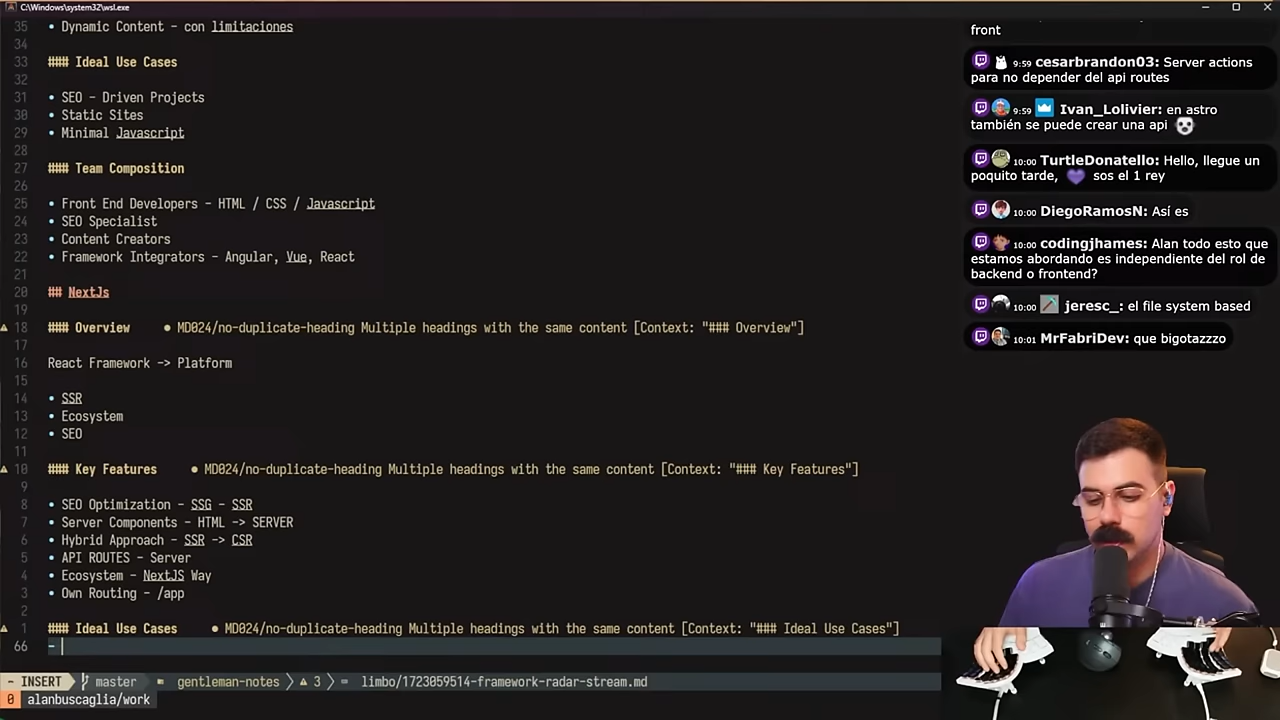 C:\Windows\system32\wsl.exe
35 • Dynamic Content - con limitaciones
34
33 #### Ideal Use Cases
32
31 • SEO - Driven Projects
30 • Static Sites
29 • Minimal Javascript
28
27 #### Team Composition
26
25 • Front End Developers - HTML / CSS / Javascript
24 • SEO Specialist
23 • Content Creators
22 • Framework Integrators - Angular, Vue, React
21
20 ## NextJs
19
18 #### Overview ● MD024/no-duplicate-heading Multiple headings with the same content [Context: "### Overview"]
17
16 React Framework -> Platform
15
14 • SSR
13 • Ecosystem
12 • SEO
11
10 #### Key Features ● MD024/no-duplicate-heading Multiple headings with the same content [Context: "### Key Features"]
9
8 • SEO Optimization - SSG - SSR
7 • Server Components - HTML -> SERVER
6 • Hybrid Approach - SSR -> CSR
5 • API ROUTES - Server
4 • Ecosystem - NextJS Way
3 • Own Routing - /app
2
1 #### Ideal Use Cases ● MD024/no-duplicate-heading Multiple headings with the same content [Context: "### Ideal Use Cases"]
66 -
- INSERT master gentleman-notes 3 limbo/1723059514-framework-radar-stream.md
0 alanbuscaglia/work
front
9:59 cesarbrandon03: Server actions
para no depender del api routes
9:59 Ivan_Lolivier: en astro
también se puede crear una api
10:00 TurtleDonatello: Hello, llegue un
poquito tarde, sos el 1 rey
10:00 DiegoRamosN: Así es
10:00 codingjhames: Alan todo esto que
estamos abordando es independiente del rol de
backend o frontend?
10:00 jeresc_: el file system based
10:01 MrFabriDev: que bigotazzzo